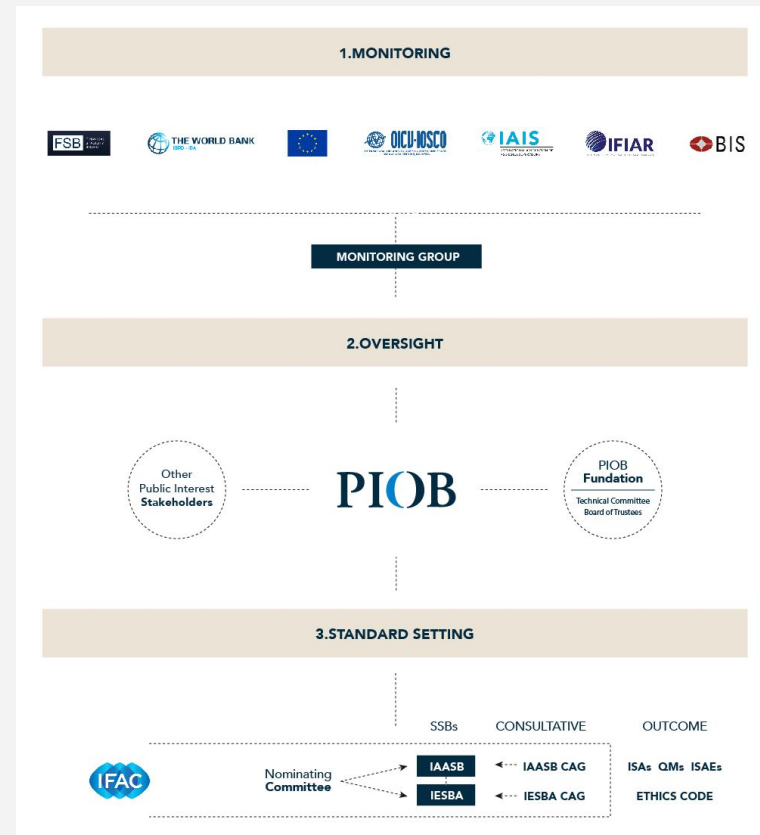 1.MONITORING
FSB
THE WORLD BANK
IBRD • IDA
OICU-IOSCO
IAIS
IFIAR
BIS
MONITORING GROUP
2.OVERSIGHT
Other
Public Interest
Stakeholders
PIOB
PIOB
Fundation
Technical Committee
Board of Trustees
3.STANDARD SETTING
SSBs CONSULTATIVE OUTCOME
IFAC
Nominating
Committee
IAASB IAASB CAG ISAs QMs ISAEs
IESBA IESBA CAG ETHICS CODE